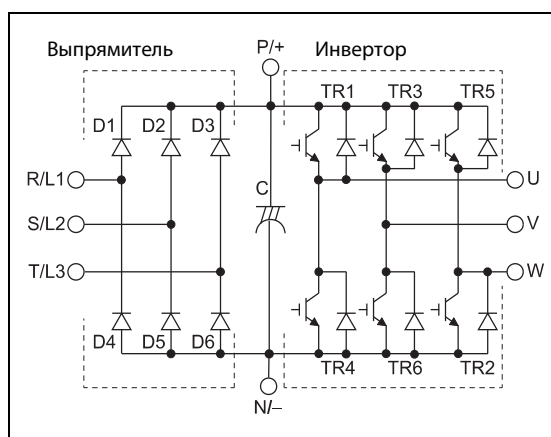 Выпрямитель
P/+
Инвертор
D1 D2 D3
TR1 TR3 TR5
R/L1
C
U
S/L2
V
T/L3
W
D4 D5 D6
TR4 TR6 TR2
N/–